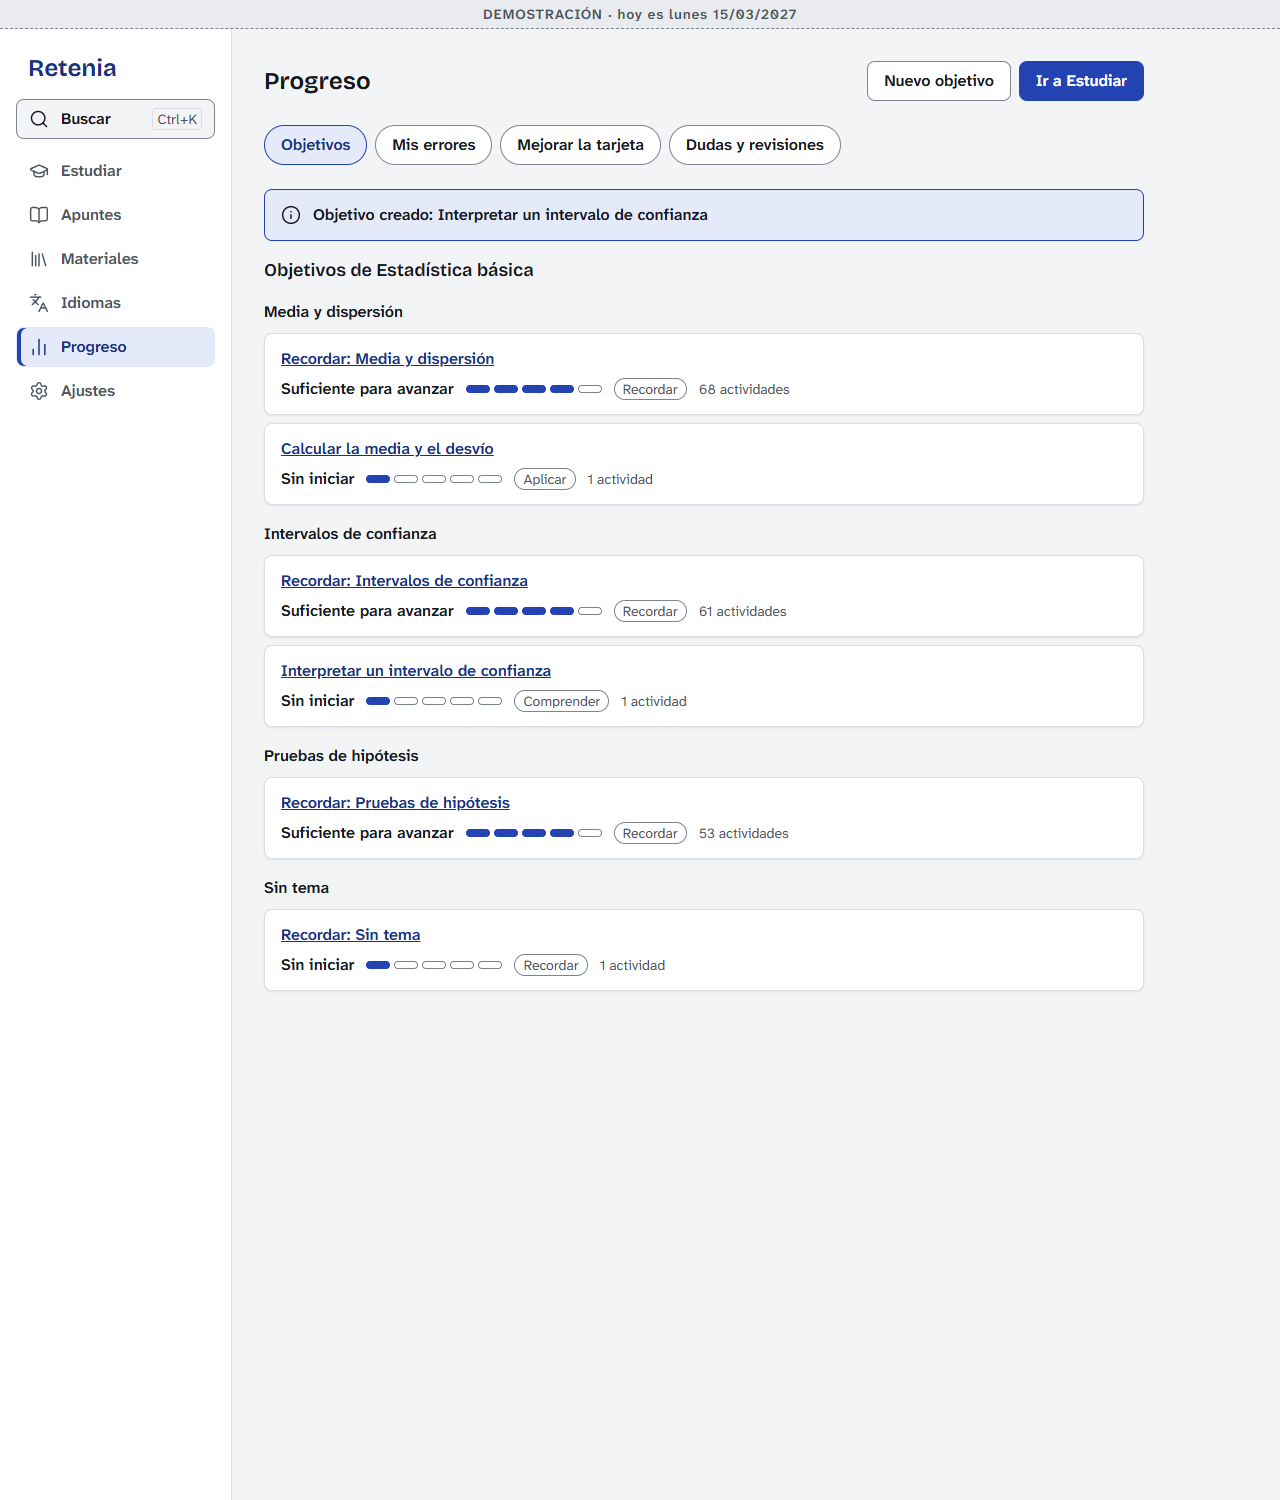 DEMOSTRACIÓN · hoy es lunes 15/03/2027
Retenia
Buscar Ctrl+K
Estudiar
Apuntes
Materiales
Idiomas
Progreso
Ajustes
Progreso
Nuevo objetivo
Ir a Estudiar
Objetivos
Mis errores
Mejorar la tarjeta
Dudas y revisiones
Objetivo creado: Interpretar un intervalo de confianza
Objetivos de Estadística básica
Media y dispersión
Recordar: Media y dispersión
Suficiente para avanzar Recordar 68 actividades
Calcular la media y el desvío
Sin iniciar Aplicar 1 actividad
Intervalos de confianza
Recordar: Intervalos de confianza
Suficiente para avanzar Recordar 61 actividades
Interpretar un intervalo de confianza
Sin iniciar Comprender 1 actividad
Pruebas de hipótesis
Recordar: Pruebas de hipótesis
Suficiente para avanzar Recordar 53 actividades
Sin tema
Recordar: Sin tema
Sin iniciar Recordar 1 actividad